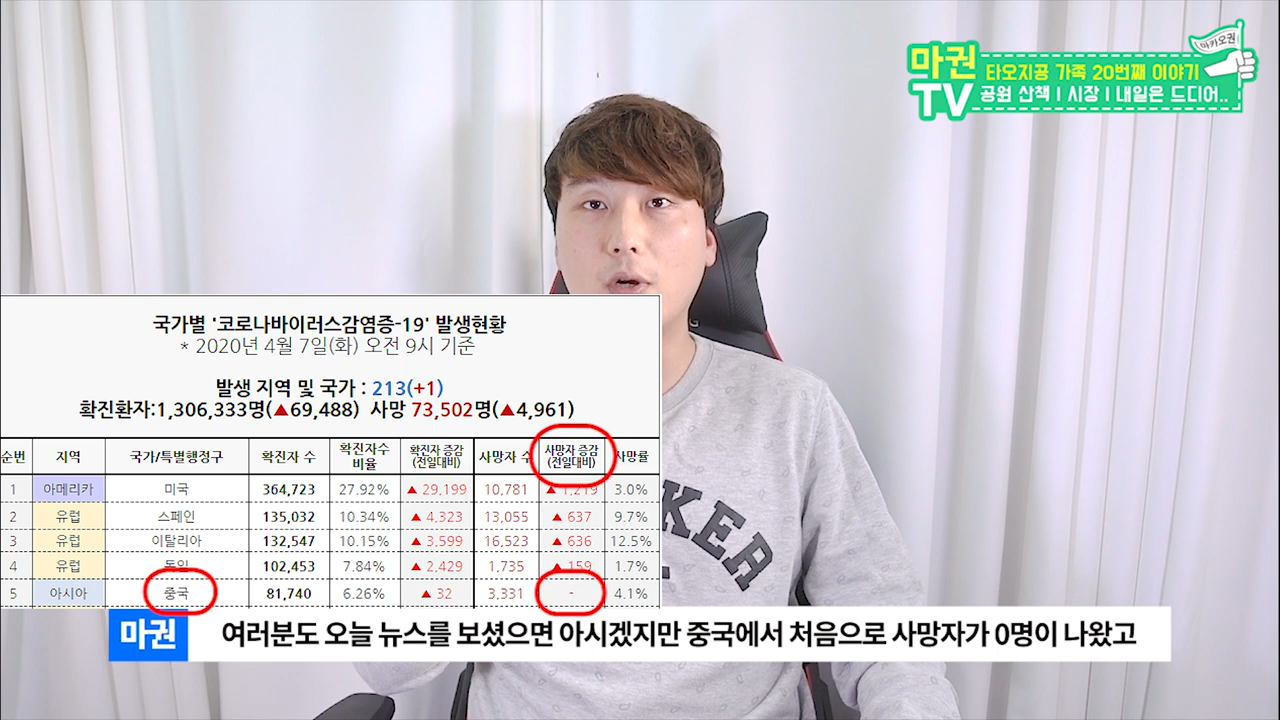 마카오권
마권
TV
타오지공 가족 20번째 이야기
공원 산책 | 시장 | 내일은 드디어..
국가별 '코로나바이러스감염증-19' 발생현황
* 2020년 4월 7일(화) 오전 9시 기준
발생 지역 및 국가 : 213(+1)
확진환자:1,306,333명(▲69,488) 사망 73,502명(▲4,961)
순번 지역 국가/특별행정구 확진자 수 확진자수 비율 확진자 증감 (전일대비) 사망자 수 사망자 증감 (전일대비) 사망률
1 아메리카 미국 364,723 27.92% ▲ 29,199 10,781 ▲ 1,219 3.0%
2 유럽 스페인 135,032 10.34% ▲ 4,323 13,055 ▲ 637 9.7%
3 유럽 이탈리아 132,547 10.15% ▲ 3,599 16,523 ▲ 636 12.5%
4 유럽 독일 102,453 7.84% ▲ 2,429 1,735 ▲ 159 1.7%
5 아시아 중국 81,740 6.26% ▲ 32 3,331 - 4.1%
마권 여러분도 오늘 뉴스를 보셨으면 아시겠지만 중국에서 처음으로 사망자가 0명이 나왔고